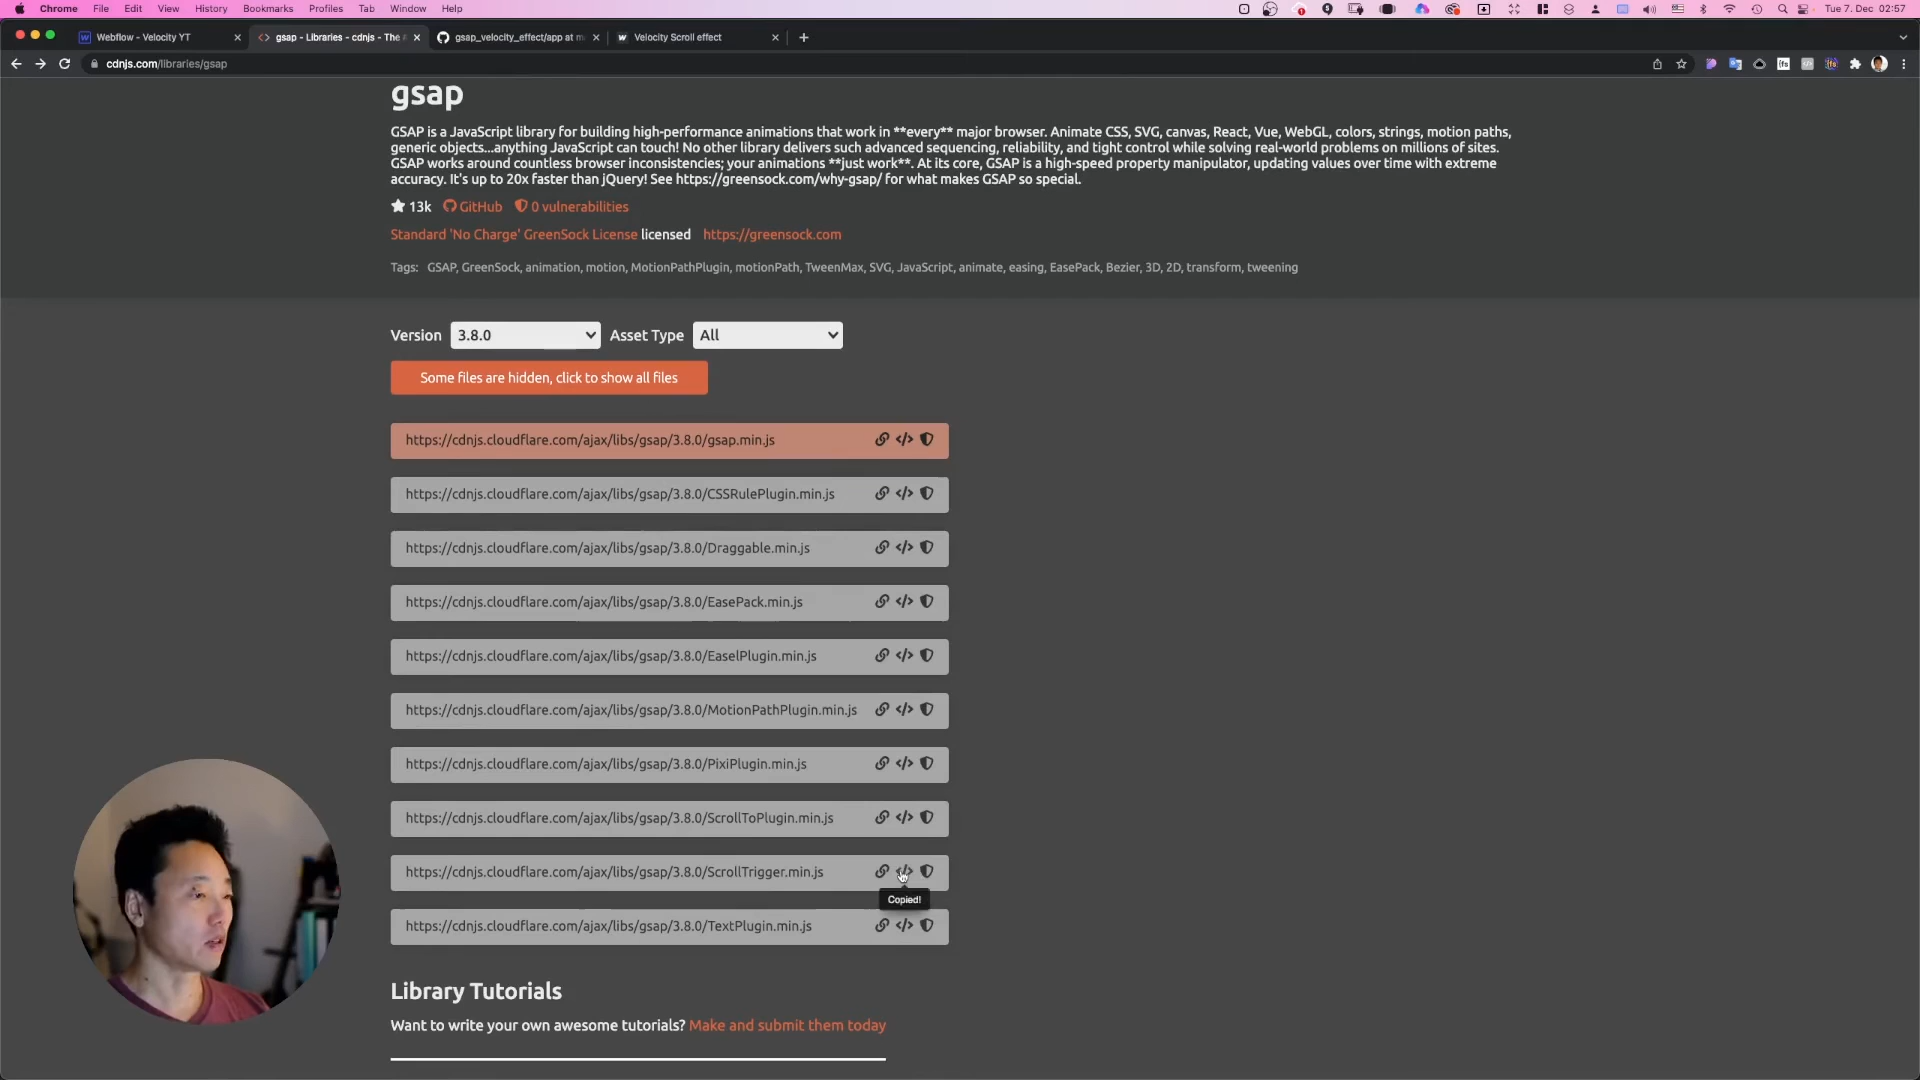 Chrome File Edit View History Bookmarks Profiles Tab Window Help Tue 7. Dec 02:57
Webflow - Velocity YT gsap - Libraries - cdnjs - The gsap_velocity_effect/app at m Velocity Scroll effect
cdnjs.com/libraries/gsap
gsap
GSAP is a JavaScript library for building high-performance animations that work in **every** major browser. Animate CSS, SVG, canvas, React, Vue, WebGL, colors, strings, motion paths,
generic objects...anything JavaScript can touch! No other library delivers such advanced sequencing, reliability, and tight control while solving real-world problems on millions of sites.
GSAP works around countless browser inconsistencies; your animations **just work**. At its core, GSAP is a high-speed property manipulator, updating values over time with extreme
accuracy. It's up to 20x faster than jQuery! See https://greensock.com/why-gsap/ for what makes GSAP so special.
13k GitHub 0 vulnerabilities
Standard 'No Charge' GreenSock License licensed https://greensock.com
Tags: GSAP, GreenSock, animation, motion, MotionPathPlugin, motionPath, TweenMax, SVG, JavaScript, animate, easing, EasePack, Bezier, 3D, 2D, transform, tweening
Version 3.8.0 Asset Type All
Some files are hidden, click to show all files
https://cdnjs.cloudflare.com/ajax/libs/gsap/3.8.0/gsap.min.js
https://cdnjs.cloudflare.com/ajax/libs/gsap/3.8.0/CSSRulePlugin.min.js
https://cdnjs.cloudflare.com/ajax/libs/gsap/3.8.0/Draggable.min.js
https://cdnjs.cloudflare.com/ajax/libs/gsap/3.8.0/EasePack.min.js
https://cdnjs.cloudflare.com/ajax/libs/gsap/3.8.0/EaselPlugin.min.js
https://cdnjs.cloudflare.com/ajax/libs/gsap/3.8.0/MotionPathPlugin.min.js
https://cdnjs.cloudflare.com/ajax/libs/gsap/3.8.0/PixiPlugin.min.js
https://cdnjs.cloudflare.com/ajax/libs/gsap/3.8.0/ScrollToPlugin.min.js
https://cdnjs.cloudflare.com/ajax/libs/gsap/3.8.0/ScrollTrigger.min.js
Copied!
https://cdnjs.cloudflare.com/ajax/libs/gsap/3.8.0/TextPlugin.min.js
Library Tutorials
Want to write your own awesome tutorials? Make and submit them today